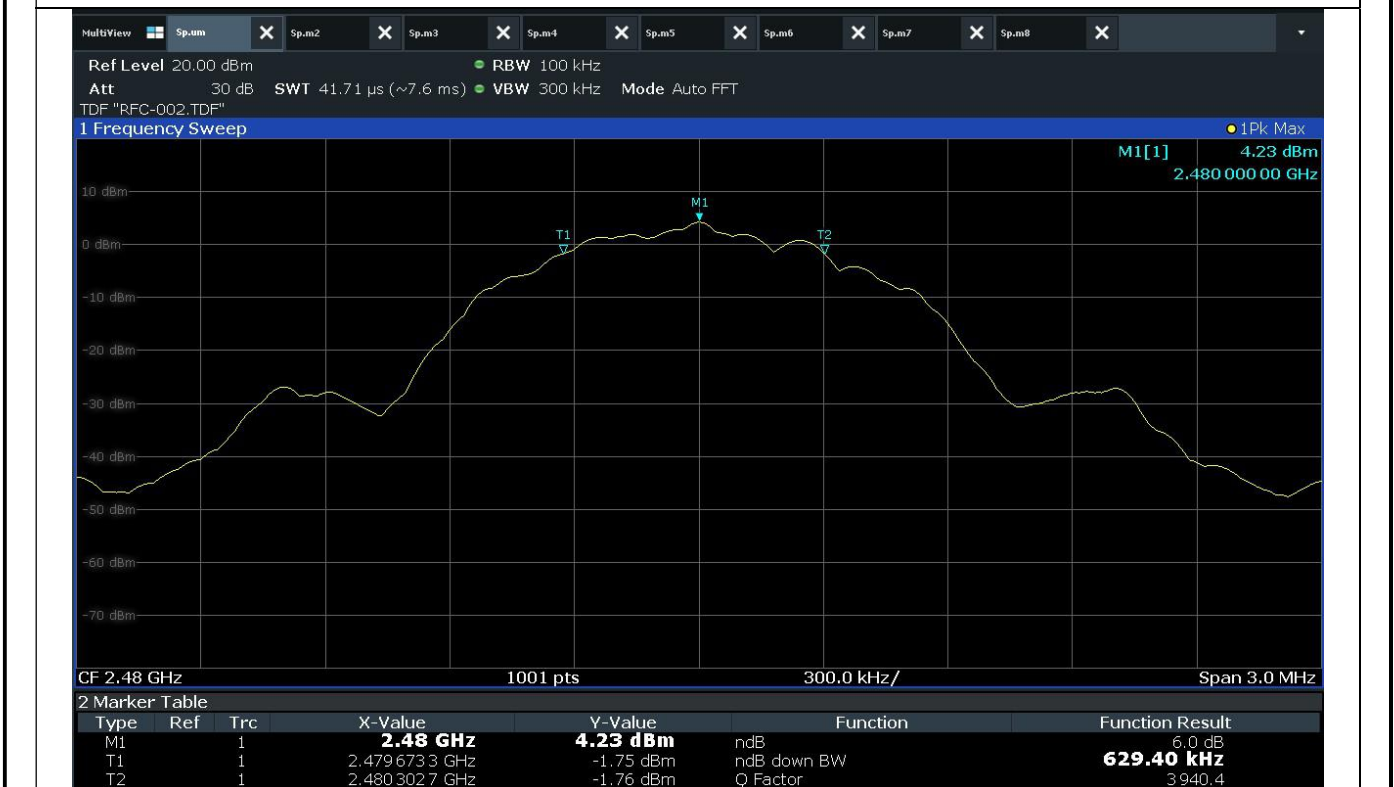 MultiView Sp.um Sp.m2 Sp.m3 Sp.m4 Sp.m5 Sp.m6 Sp.m7 Sp.m8
Ref Level 20.00 dBm RBW 100 kHz
Att 30 dB SWT 41.71 µs (~7.6 ms) VBW 300 kHz Mode Auto FFT
TDF "RFC-002.TDF"
1 Frequency Sweep 1Pk Max
M1[1] 4.23 dBm
2.480 000 00 GHz
10 dBm
M1
T1 T2
0 dBm
-10 dBm
-20 dBm
-30 dBm
-40 dBm
-50 dBm
-60 dBm
-70 dBm
CF 2.48 GHz 1001 pts 300.0 kHz/ Span 3.0 MHz
2 Marker Table
Type Ref Trc X-Value Y-Value Function Function Result
M1 1 2.48 GHz 4.23 dBm ndB 6.0 dB
T1 1 2.479 673 3 GHz -1.75 dBm ndB down BW 629.40 kHz
T2 1 2.480 302 7 GHz -1.76 dBm Q Factor 3 940.4